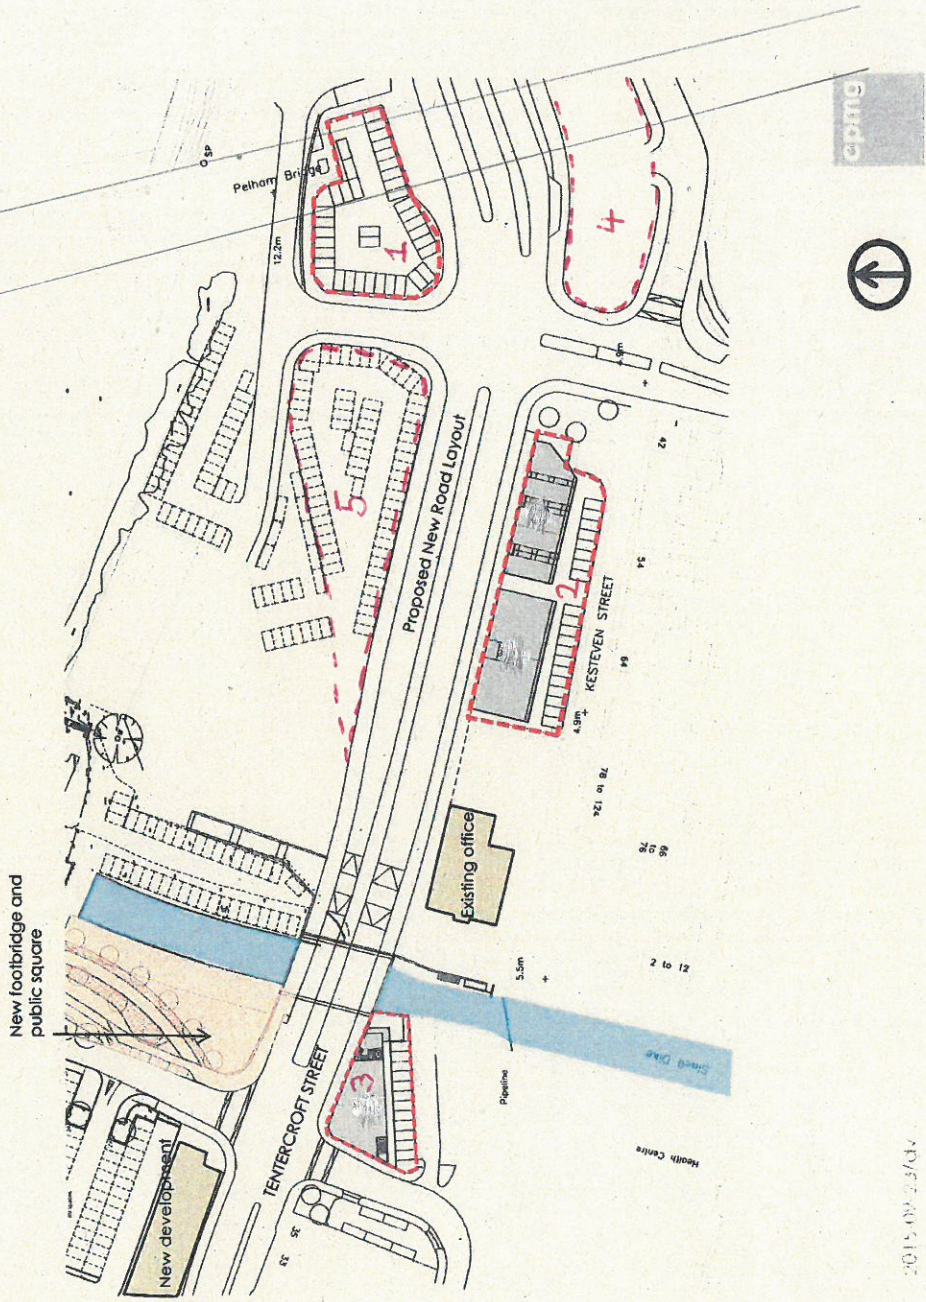 cpmg
SP
Pelham Bridge
12.2m
1
4
5
Proposed New Road Layout
42
54
2
KESTEVEN STREET
64
4.9m
78 to 124
66
to
76
Existing office
New footbridge and
public square
5.5m
2 to 12
Sincil Dike
TENTERCROFT STREET
3
Pipeline
Health Centre
New development
35
33